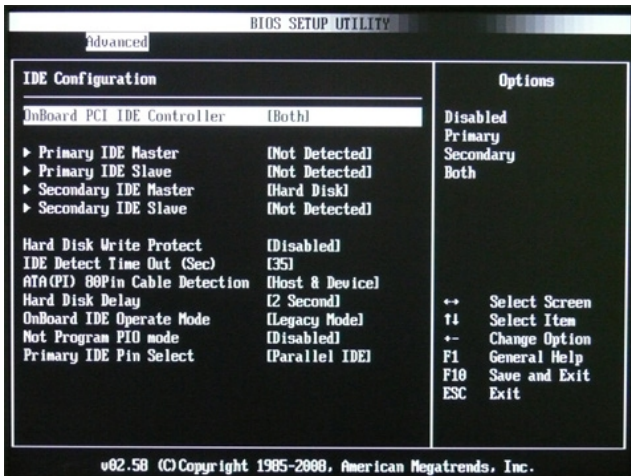 BIOS SETUP UTILITY
Advanced
IDE Configuration
OnBoard PCI IDE Controller [Both]
▶ Primary IDE Master [Not Detected]
▶ Primary IDE Slave [Not Detected]
▶ Secondary IDE Master [Hard Disk]
▶ Secondary IDE Slave [Not Detected]
Hard Disk Write Protect [Disabled]
IDE Detect Time Out (Sec) [35]
ATA(PI) 80Pin Cable Detection [Host & Device]
Hard Disk Delay [2 Second]
OnBoard IDE Operate Mode [Legacy Mode]
Not Program PIO mode [Disabled]
Primary IDE Pin Select [Parallel IDE]
Options
Disabled
Primary
Secondary
Both
↔ Select Screen
↑↓ Select Item
+- Change Option
F1 General Help
F10 Save and Exit
ESC Exit
v02.58 (C)Copyright 1985-2008, American Megatrends, Inc.